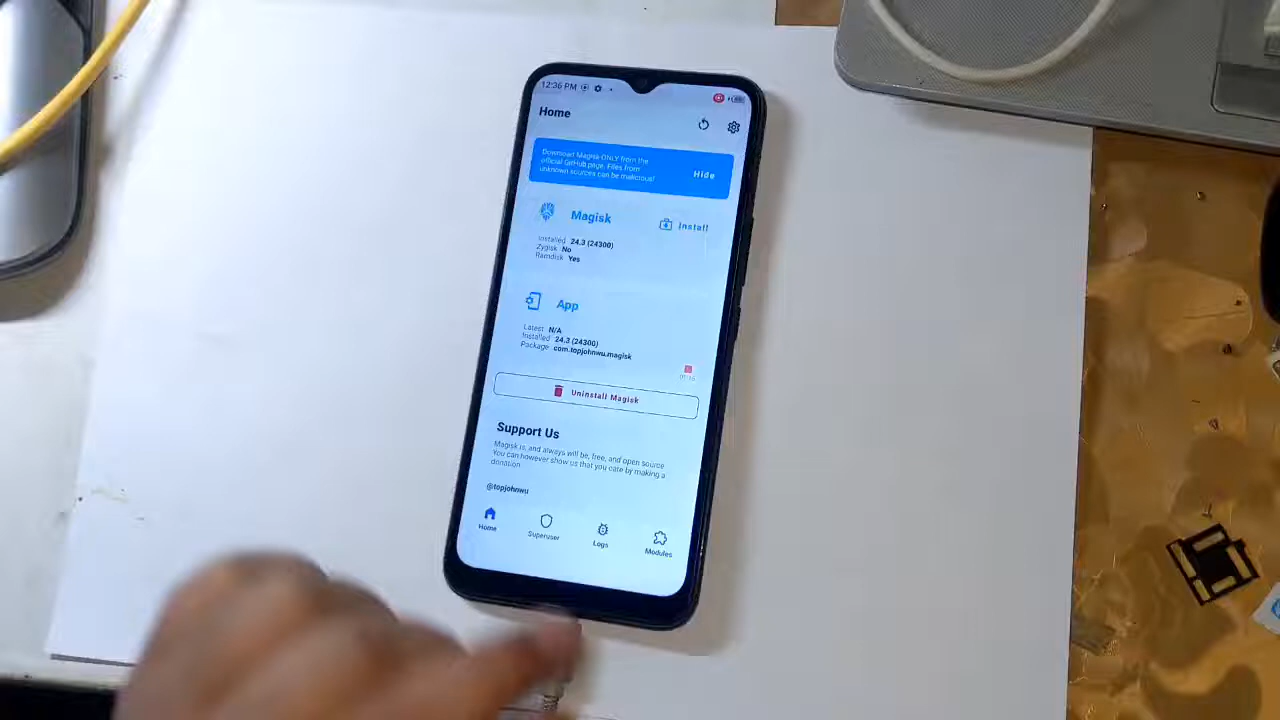 12:36 PM
Home
Download Magisk ONLY from the
official GitHub page. Files from
unknown sources can be malicious!
Hide
Magisk
Install
Installed 24.3 (24300)
Zygisk No
Ramdisk Yes
App
Latest N/A
Installed 24.3 (24300)
Package com.topjohnwu.magisk
Uninstall Magisk
Support Us
Magisk is, and always will be, free, and open source.
You can however show us that you care by making a
donation.
@topjohnwu
Home
Superuser
Logs
Modules